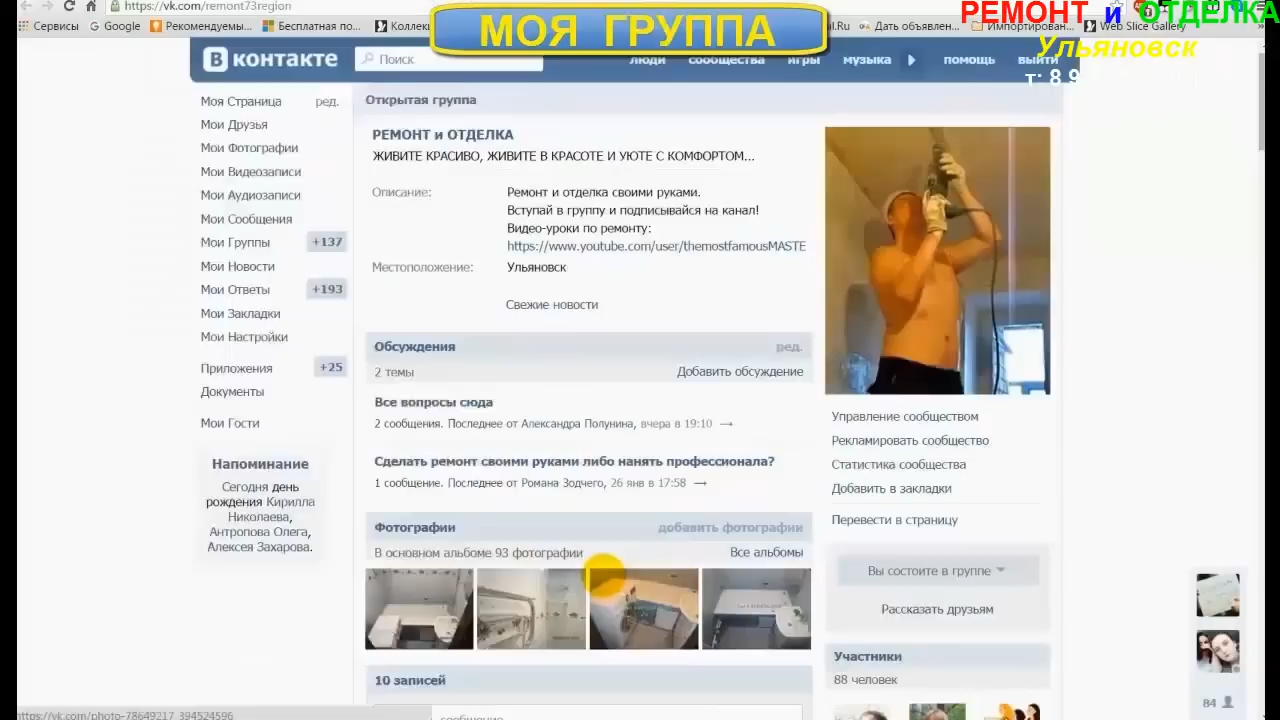 https://vk.com/remont73region
МОЯ ГРУППА
РЕМОНТ и ОТДЕЛКА
Ульяновск
т: 8 9
Сервисы
Google
Рекомендуемы...
Бесплатная по...
al.Ru
Дать объявлен...
Импортирован...
Web Slice Gallery
»
В контакте
Поиск
люди
сообщества
игры
музыка
помощь
выйти
Моя Страница
ред.
Мои Друзья
Мои Фотографии
Мои Видеозаписи
Мои Аудиозаписи
Мои Сообщения
Мои Группы
+137
Мои Новости
Мои Ответы
+193
Мои Закладки
Мои Настройки
Приложения
+25
Документы
Мои Гости
Напоминание
Сегодня день
рождения Кирилла
Николаева,
Антропова Олега,
Алексея Захарова.
Открытая группа
РЕМОНТ и ОТДЕЛКА
ЖИВИТЕ КРАСИВО, ЖИВИТЕ В КРАСОТЕ И УЮТЕ С КОМФОРТОМ...
Описание:
Ремонт и отделка своими руками.
Вступай в группу и подписывайся на канал!
Видео-уроки по ремонту:
https://www.youtube.com/user/themostfamousMASTE
Местоположение:
Ульяновск
Свежие новости
Обсуждения
ред.
2 темы
Добавить обсуждение
Все вопросы сюда
2 сообщения. Последнее от Александра Полунина, вчера в 19:10 →
Сделать ремонт своими руками либо нанять профессионала?
1 сообщение. Последнее от Романа Зодчего, 26 янв в 17:58 →
Фотографии
добавить фотографии
В основном альбоме 93 фотографии
Все альбомы
10 записей
сообщение
Управление сообществом
Рекламировать сообщество
Статистика сообщества
Добавить в закладки
Перевести в страницу
Вы состоите в группе
Рассказать друзьям
Участники
88 человек
84
https://vk.com/photo-78649217_394524596